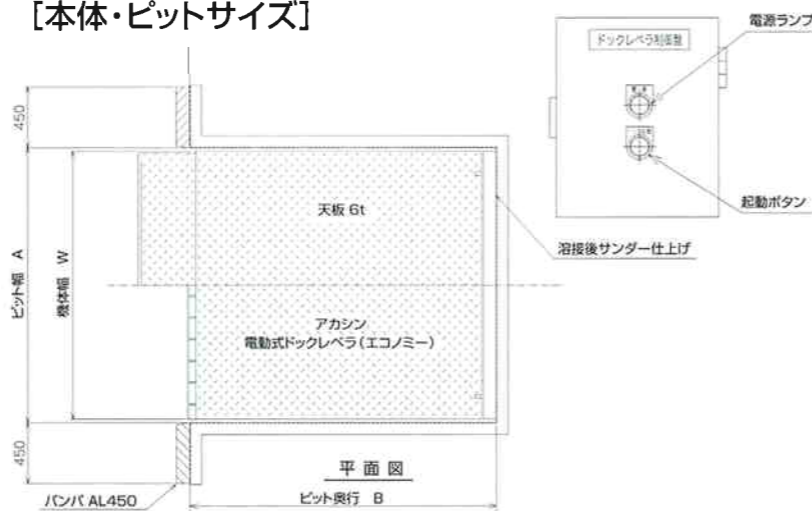 [本体・ピットサイズ]
電源ランプ
ドックレベラ制御盤
起動ボタン
溶接後サンダー仕上げ
450
ピット幅 A
機体幅 W
天板 6t
アカシン
電動式ドックレベラ(エコノミー)
450
平面図
バンパ AL450
ピット奥行 B